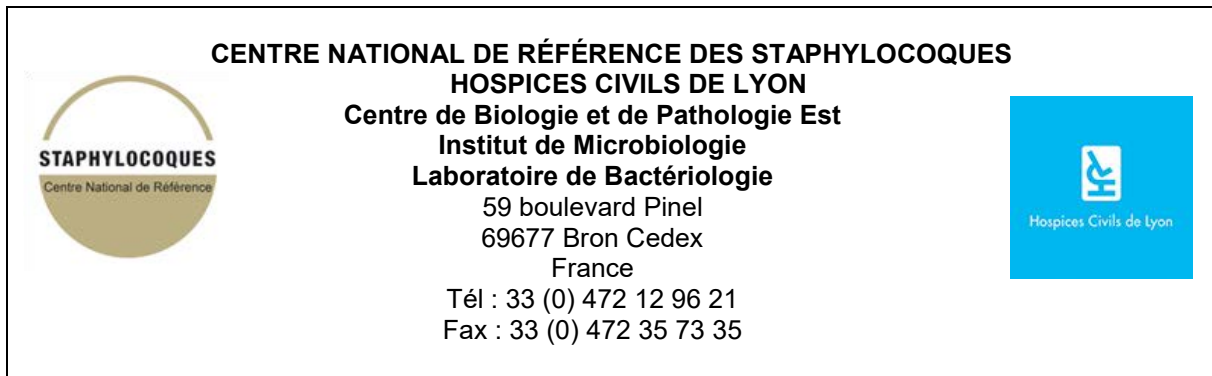 CENTRE NATIONAL DE RÉFÉRENCE DES STAPHYLOCOQUES
HOSPICES CIVILS DE LYON
Centre de Biologie et de Pathologie Est
Institut de Microbiologie
Laboratoire de Bactériologie
59 boulevard Pinel
69677 Bron Cedex
France
Tél : 33 (0) 472 12 96 21
Fax : 33 (0) 472 35 73 35
STAPHYLOCOQUES
Centre National de Référence
Hospices Civils de Lyon